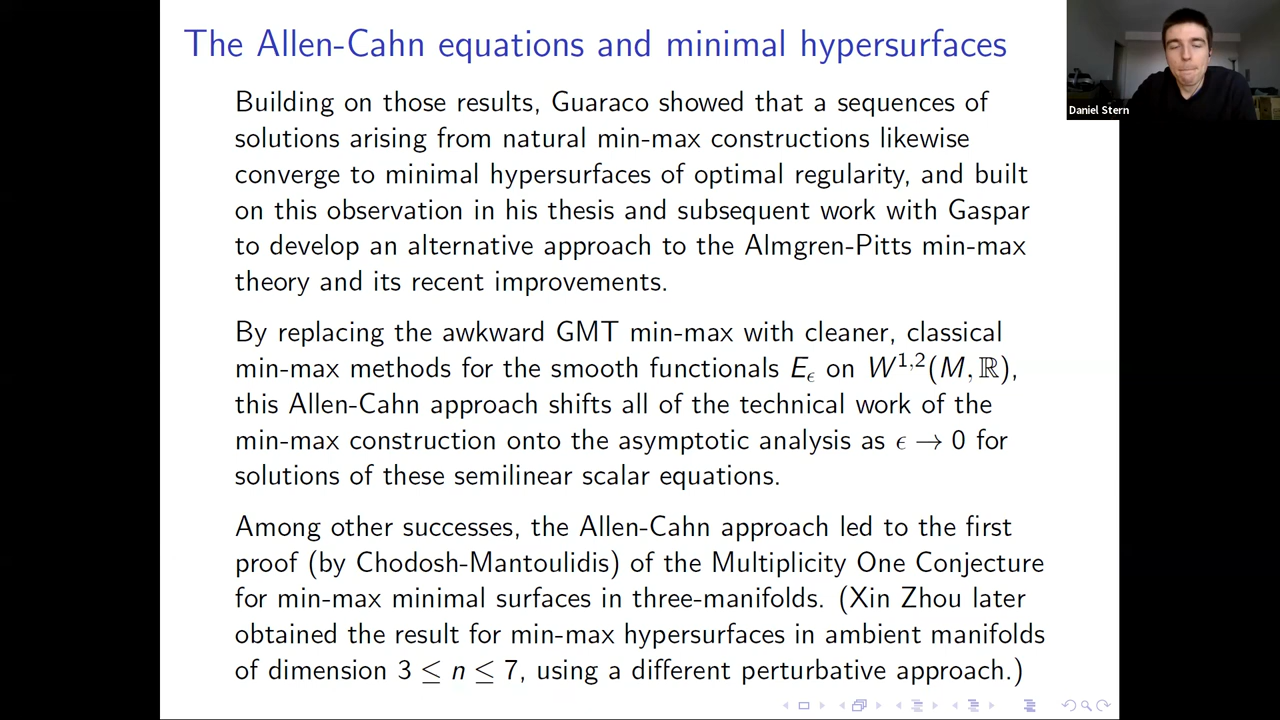 The Allen-Cahn equations and minimal hypersurfaces
Daniel Stern
Building on those results, Guaraco showed that a sequences of
solutions arising from natural min-max constructions likewise
converge to minimal hypersurfaces of optimal regularity, and built
on this observation in his thesis and subsequent work with Gaspar
to develop an alternative approach to the Almgren-Pitts min-max
theory and its recent improvements.
By replacing the awkward GMT min-max with cleaner, classical
min-max methods for the smooth functionals E_ϵ on W^{1,2}(M, ℝ),
this Allen-Cahn approach shifts all of the technical work of the
min-max construction onto the asymptotic analysis as ϵ → 0 for
solutions of these semilinear scalar equations.
Among other successes, the Allen-Cahn approach led to the first
proof (by Chodosh-Mantoulidis) of the Multiplicity One Conjecture
for min-max minimal surfaces in three-manifolds. (Xin Zhou later
obtained the result for min-max hypersurfaces in ambient manifolds
of dimension 3 ≤ n ≤ 7, using a different perturbative approach.)